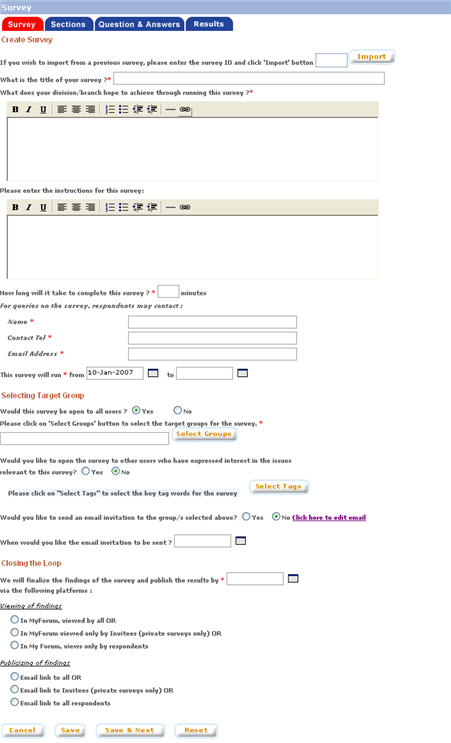 Survey
Survey Sections Question & Answers Results
Create Survey
If you wish to import from a previous survey, please enter the survey ID and click 'Import' button Import
What is the title of your survey ?*
What does your division/branch hope to achieve through running this survey ?*
B I U
Please enter the instructions for this survey:
B I U
How long will it take to complete this survey ? * minutes
For queries on the survey, respondents may contact :
Name *
Contact Tel *
Email Address *
This survey will run * from 10-Jan-2007 to
Selecting Target Group
Would this survey be open to all users ? Yes No
Please click on 'Select Groups' button to select the target groups for the survey. *
Select Groups
Would you like to open the survey to other users who have expressed interest in the issues
relevant to this survey? Yes No
Please click on "Select Tags" to select the key tag words for the survey Select Tags
Would you like to send an email invitation to the group/s selected above? Yes No Click here to edit email
When would you like the email invitation to be sent ?
Closing the Loop
We will finalize the findings of the survey and publish the results by *
via the following platforms :
Viewing of findings
In MyForum, viewed by all OR
In MyForum viewed only by Invitees (private surveys only) OR
In My Forum, views only by respondents
Publicizing of findings
Email link to all OR
Email link to Invitees (private surveys only) OR
Email link to all respondents
Cancel Save Save & Next Reset